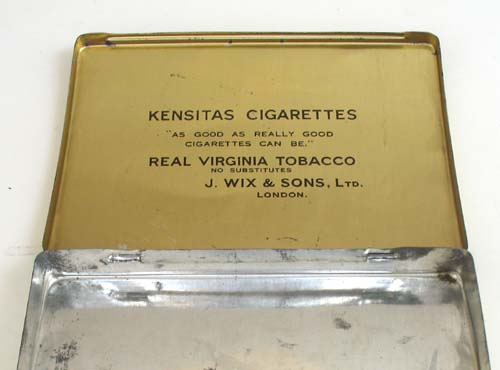 KENSITAS CIGARETTES
"AS GOOD AS REALLY GOOD
CIGARETTES CAN BE."
REAL VIRGINIA TOBACCO
NO SUBSTITUTES
J. WIX & SONS, LTD.
LONDON.